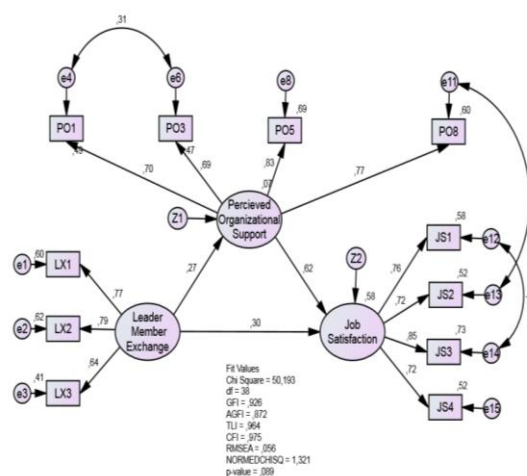 ,31
e4
e6
e8
e11
,49
,47
,69
,60
PO1
PO3
PO5
PO8
,70
,69
,83
,77
,07
Z1
Percieved
Organizational
Support
,27
,62
Z2
,58
e1
,60
LX1
,77
e2
,62
LX2
,79
e3
,41
LX3
,64
Leader
Member
Exchange
,30
Job
Satisfaction
,76
JS1
,58
e12
,72
JS2
,52
e13
,85
JS3
,73
e14
,72
JS4
,52
e15
Fit Values
Chi Square = 50,193
df = 38
GFI = ,926
AGFI = ,872
TLI = ,964
CFI = ,975
RMSEA = ,056
NORMEDCHISQ = 1,321
p-value = ,089